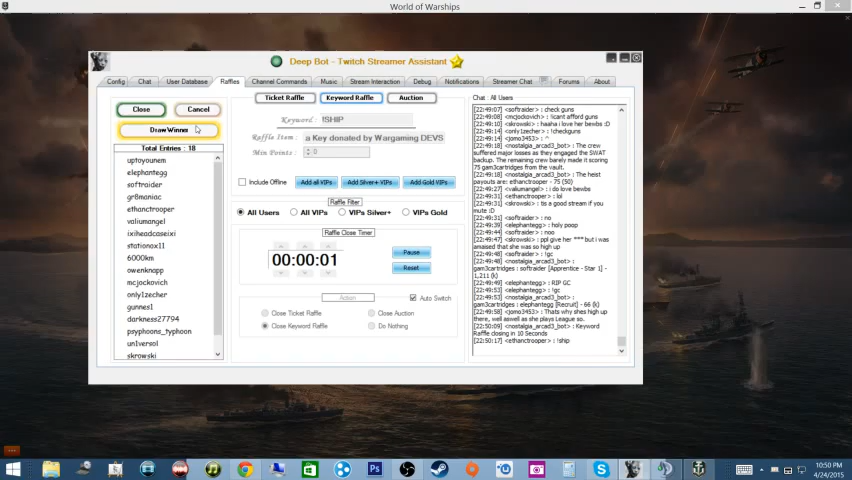 World of Warships
Deep Bot - Twitch Streamer Assistant
Config
Chat
User Database
Raffles
Channel Commands
Music
Stream Interaction
Debug
Notifications
Streamer Chat
Forums
About
Close
Cancel
Draw Winner
Total Entries : 18
uptoyounem
elephantegg
softraider
gr8maniac
ethanctrooper
valiumangel
ixiheadcaseixi
stationox11
6000km
owenknapp
mcjockovich
only1zecher
gunnes1
darkness27794
psyphoons_typhoon
un1versol
skrowski
Ticket Raffle
Keyword Raffle
Auction
Keyword : !SHIP
Raffle Item : a Key donated by Wargaming DEVS
Min Points : 0
Include Offline
Add all VIPs
Add Silver+ VIPs
Add Gold VIPs
Raffle Filter
All Users
All VIPs
VIPs Silver+
VIPs Gold
Raffle Close Timer
00:00:01
Pause
Reset
Action
Auto Switch
Close Ticket Raffle
Close Auction
Close Keyword Raffle
Do Nothing
Chat : All Users
[22:49:07] <softraider> : check guns
[22:49:08] <mcjockovich> : !icant afford guns
[22:49:10] <skrowski> : haaha i love her bewbs :D
[22:49:14] <only1zecher> : !checkguns
[22:49:14] <jomo3453> : ^
[22:49:18] <nostalgia_arcad3_bot> : The crew
suffered major losses as they engaged the SWAT
backup. The remaining crew barely made it scoring
75 gam3cartridges from the vault.
[22:49:18] <nostalgia_arcad3_bot> : The heist
payouts are: ethanctrooper - 75 (50)
[22:49:27] <valiumangel> : i do love bewbs
[22:49:31] <ethanctrooper> : lol
[22:49:31] <skrowski> : tis a good stream if you
mute :D
[22:49:31] <softraider> : no
[22:49:39] <elephantegg> : holy poop
[22:49:44] <softraider> : noo
[22:49:47] <skrowski> : ppl give her *** but i was
amaised that she was so high up
[22:49:48] <softraider> : !gc
[22:49:48] <nostalgia_arcad3_bot> :
gam3cartridges : softraider [Apprentice - Star 1] -
1,211 (k)
[22:49:49] <elephantegg> : RIP GC
[22:49:53] <elephantegg> : !gc
[22:49:53] <nostalgia_arcad3_bot> :
gam3cartridges : elephantegg [Recruit] - 66 (k)
[22:49:58] <jomo3453> : Thats why shes high up
there, well aswell as she plays League so.
[22:50:09] <nostalgia_arcad3_bot> : Keyword
Raffle closing in 10 Seconds
[22:50:17] <ethanctrooper> : !ship
10:50 PM
4/24/2015